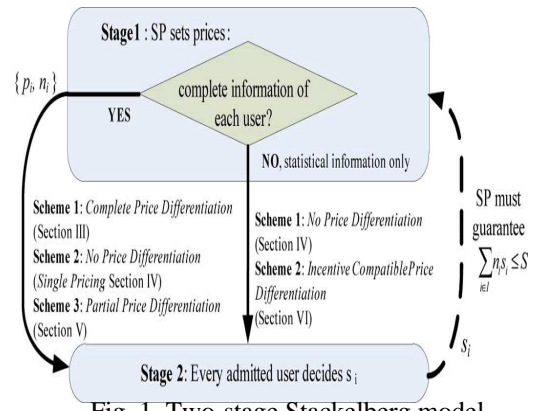 Stage1 : SP sets prices:
{ pi, ni }
complete information of
each user?
YES
NO, statistical information only
Scheme 1: Complete Price Differentiation
(Section III)
Scheme 2: No Price Differentiation
(Single Pricing Section IV)
Scheme 3: Partial Price Differentiation
(Section V)
Scheme 1: No Price Differentiation
(Section IV)
Scheme 2: Incentive CompatiblePrice
Differentiation
(Section VI)
SP must
guarantee
∑ nisi ≤ S
i∈I
si
Stage 2: Every admitted user decides s i
Fig. 1. Two-stage Stackelberg model